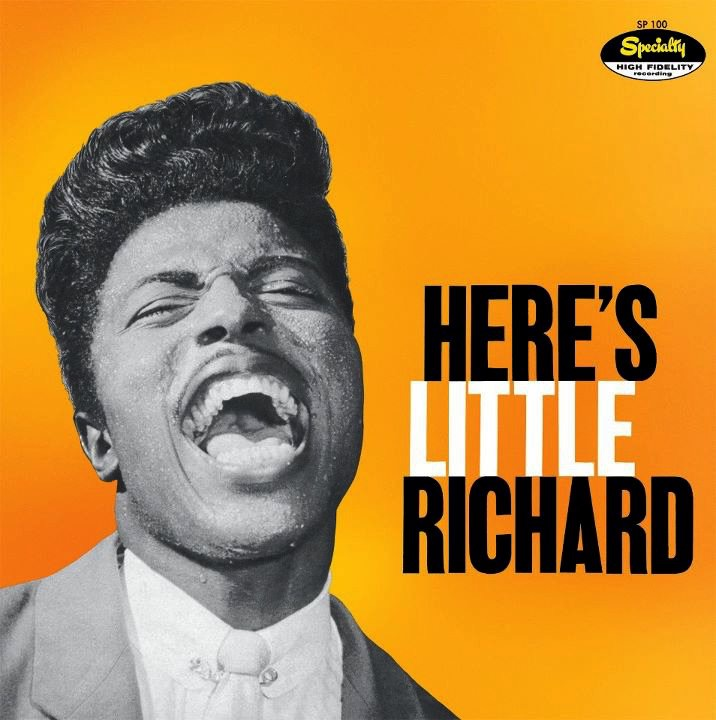 SP 100
Specialty
HIGH FIDELITY
recording
HERE'S
LITTLE
RICHARD